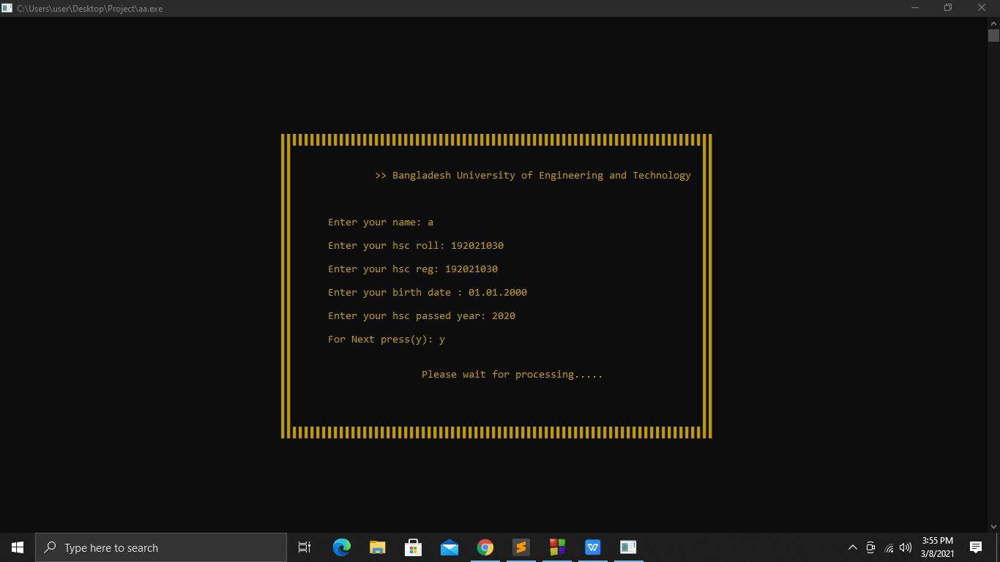 C:\Users\user\Desktop\Project\aa.exe
>> Bangladesh University of Engineering and Technology
Enter your name: a
Enter your hsc roll: 192021030
Enter your hsc reg: 192021030
Enter your birth date : 01.01.2000
Enter your hsc passed year: 2020
For Next press(y): y
Please wait for processing.....
Type here to search
3:55 PM
3/8/2021